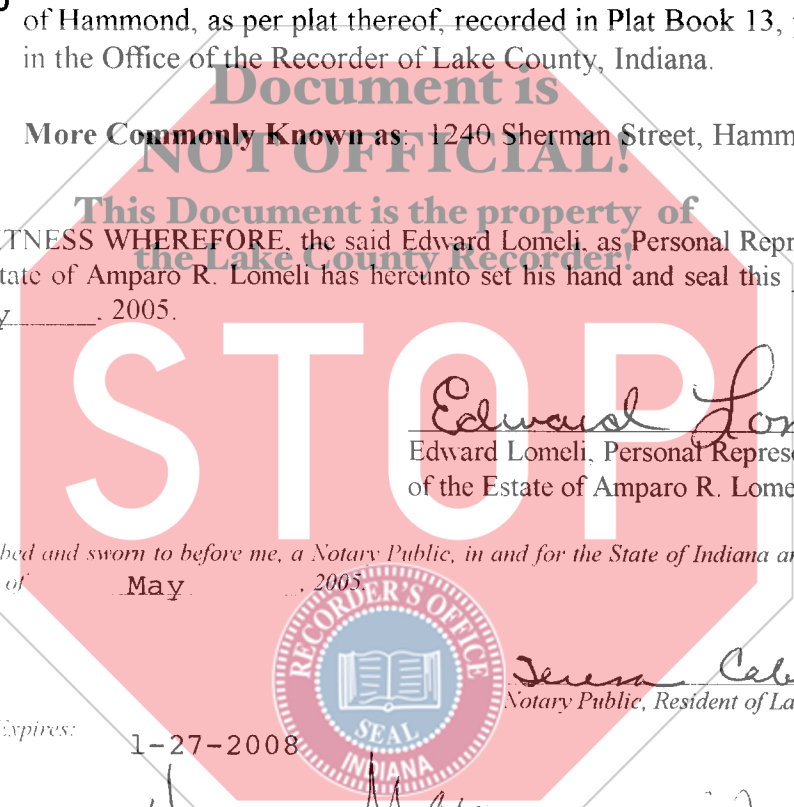 of Hammond, as per plat thereof, recorded in Plat Book 13,
in the Office of the Recorder of Lake County, Indiana.
Document is
More Commonly Known as: 1240 Sherman Street, Hamm
NOT OFFICIAL!
This Document is the property of
TNESS WHEREFORE, the said Edward Lomeli, as Personal Repr
the Lake County Recorder!
tate of Amparo R. Lomeli has hereunto set his hand and seal this
y , 2005.
STOP
Edward Lom
Edward Lomeli, Personal Represe
of the Estate of Amparo R. Lome
bed and sworn to before me, a Notary Public, in and for the State of Indiana an
of May , 2005.
RECORDER'S OFFICE
SEAL
INDIANA
Teresa
Notary Public, Resident of La
Expires: 1-27-2008